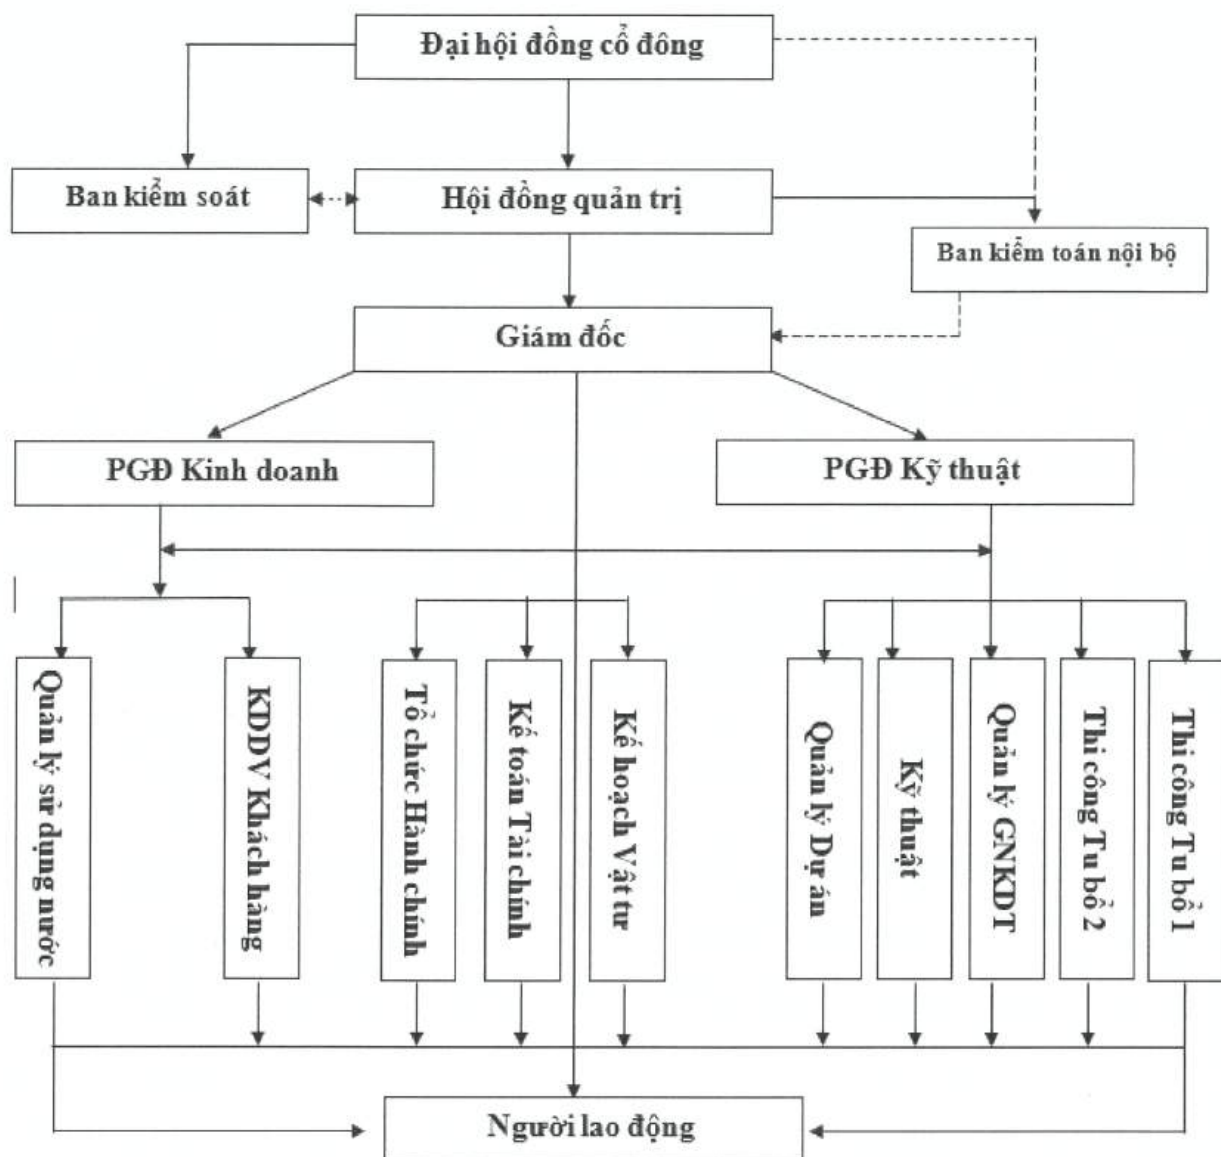 Đại hội đồng cổ đông
Ban kiểm soát
Hội đồng quản trị
Ban kiểm toán nội bộ
Giám đốc
PGĐ Kinh doanh
PGĐ Kỹ thuật
Quản lý sử dụng nước
KDDV Khách hàng
Tổ chức Hành chính
Kế toán Tài chính
Kế hoạch Vật tư
Quản lý Dự án
Kỹ thuật
Quản lý GNKDT
Thi công Tu bổ 2
Thi công Tu bổ 1
Người lao động